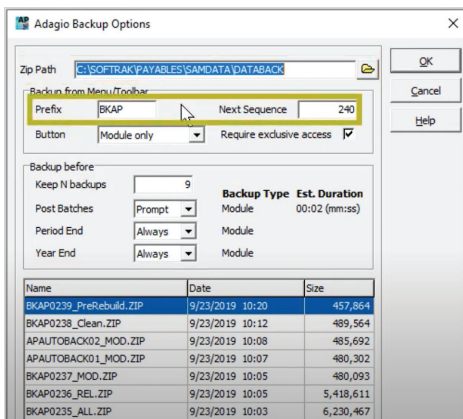 AP Adagio Backup Options
Zip Path C:\SOFTRAK\PAYABLES\SAMDATA\DATABACK
OK
Backup from Menu/Toolbar
Cancel
Prefix BKAP Next Sequence 240
Help
Button Module only Require exclusive access
Backup before
Keep N backups 9
Backup Type Est. Duration
Post Batches Prompt Module 00:02 (mm:ss)
Period End Always Module
Year End Always Module
Name Date Size
BKAP0239_PreRebuild.ZIP 9/23/2019 10:20 457,864
BKAP0238_Clean.ZIP 9/23/2019 10:12 489,564
APAUTOBACK02_MOD.ZIP 9/23/2019 10:08 485,692
APAUTOBACK01_MOD.ZIP 9/23/2019 10:07 480,302
BKAP0237_MOD.ZIP 9/23/2019 10:05 480,093
BKAP0236_REL.ZIP 9/23/2019 10:05 5,418,611
BKAP0235_ALL.ZIP 9/23/2019 10:03 6,230,467